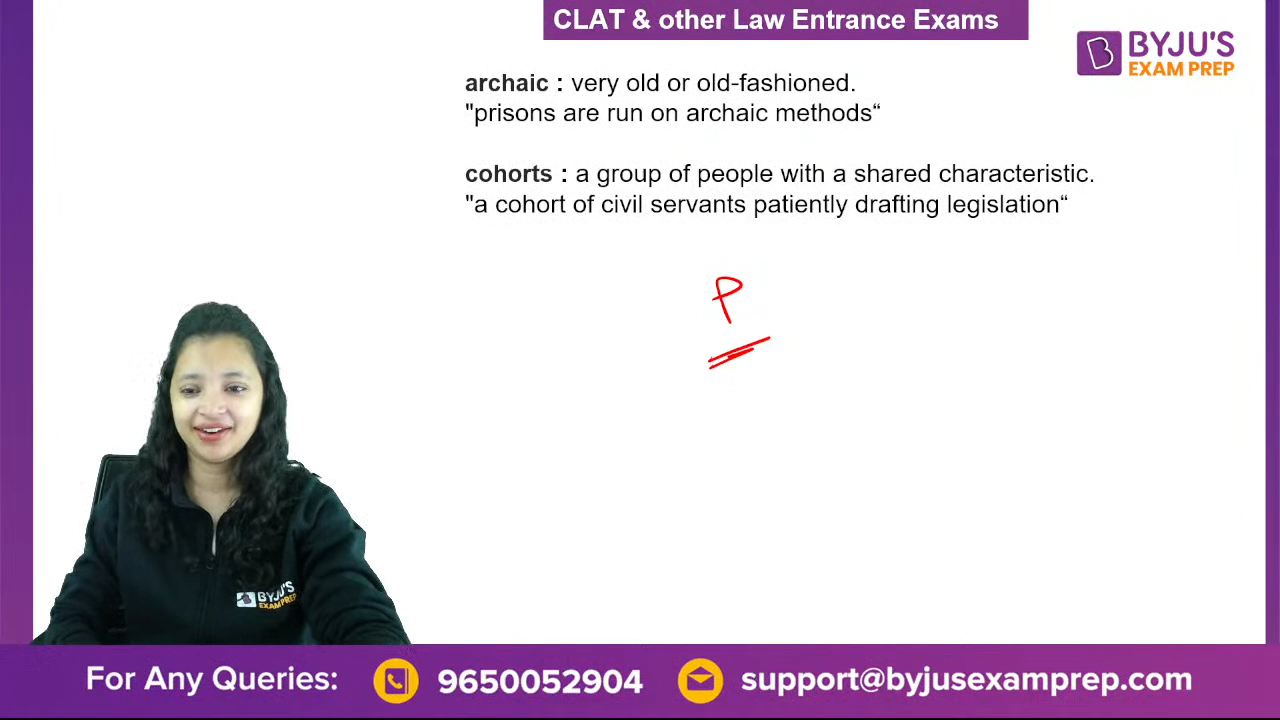 CLAT & other Law Entrance Exams
BYJU'S
EXAM PREP
archaic : very old or old-fashioned.
"prisons are run on archaic methods“
cohorts : a group of people with a shared characteristic.
"a cohort of civil servants patiently drafting legislation“
P
BYJU'S
EXAM PREP
For Any Queries:
9650052904
support@byjusexamprep.com